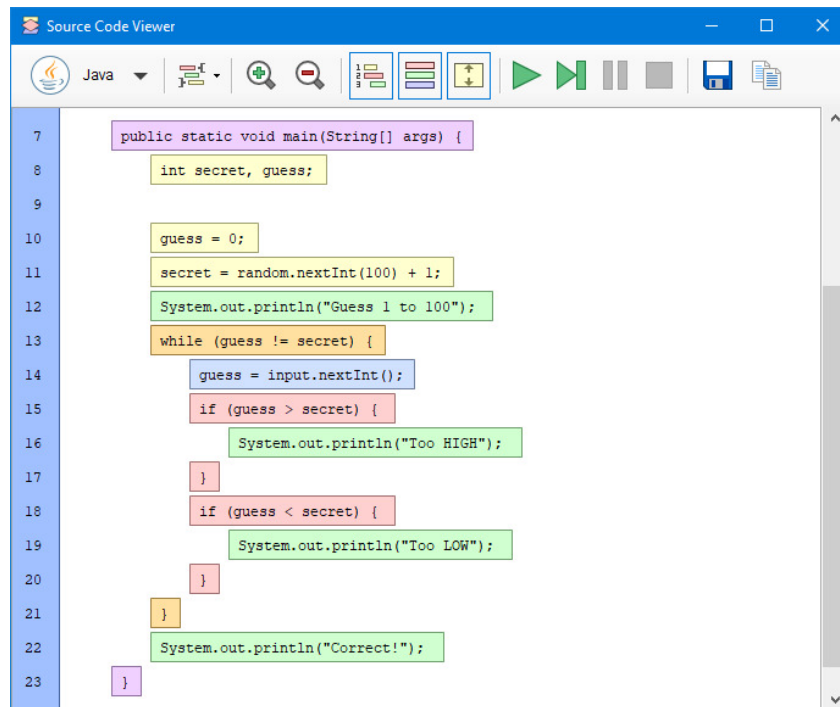 Source Code Viewer
Java
7 public static void main(String[] args) {
8 int secret, guess;
9
10 guess = 0;
11 secret = random.nextInt(100) + 1;
12 System.out.println("Guess 1 to 100");
13 while (guess != secret) {
14 guess = input.nextInt();
15 if (guess > secret) {
16 System.out.println("Too HIGH");
17 }
18 if (guess < secret) {
19 System.out.println("Too LOW");
20 }
21 }
22 System.out.println("Correct!");
23 }